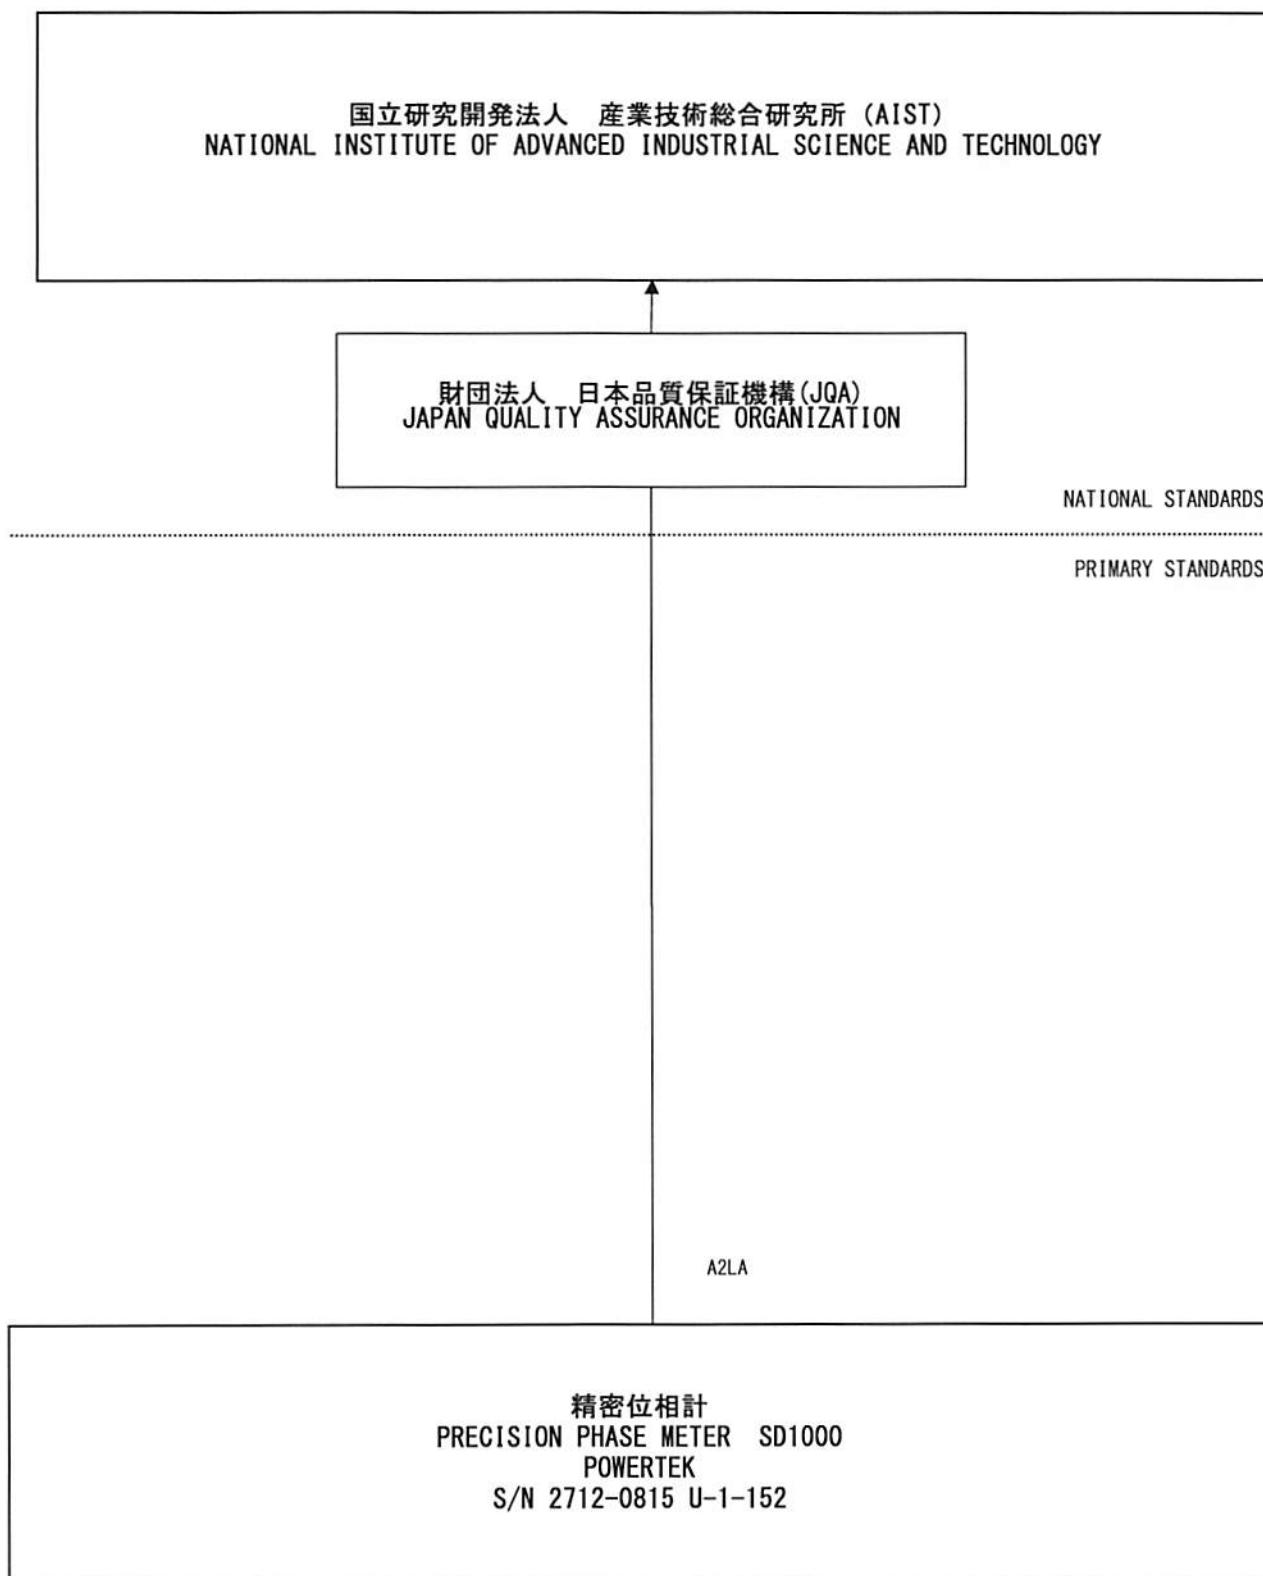 国立研究開発法人　産業技術総合研究所 (AIST)
NATIONAL INSTITUTE OF ADVANCED INDUSTRIAL SCIENCE AND TECHNOLOGY
財団法人　日本品質保証機構(JQA)
JAPAN QUALITY ASSURANCE ORGANIZATION
NATIONAL STANDARDS
PRIMARY STANDARDS
A2LA
精密位相計
PRECISION PHASE METER　SD1000
POWERTEK
S/N 2712-0815 U-1-152